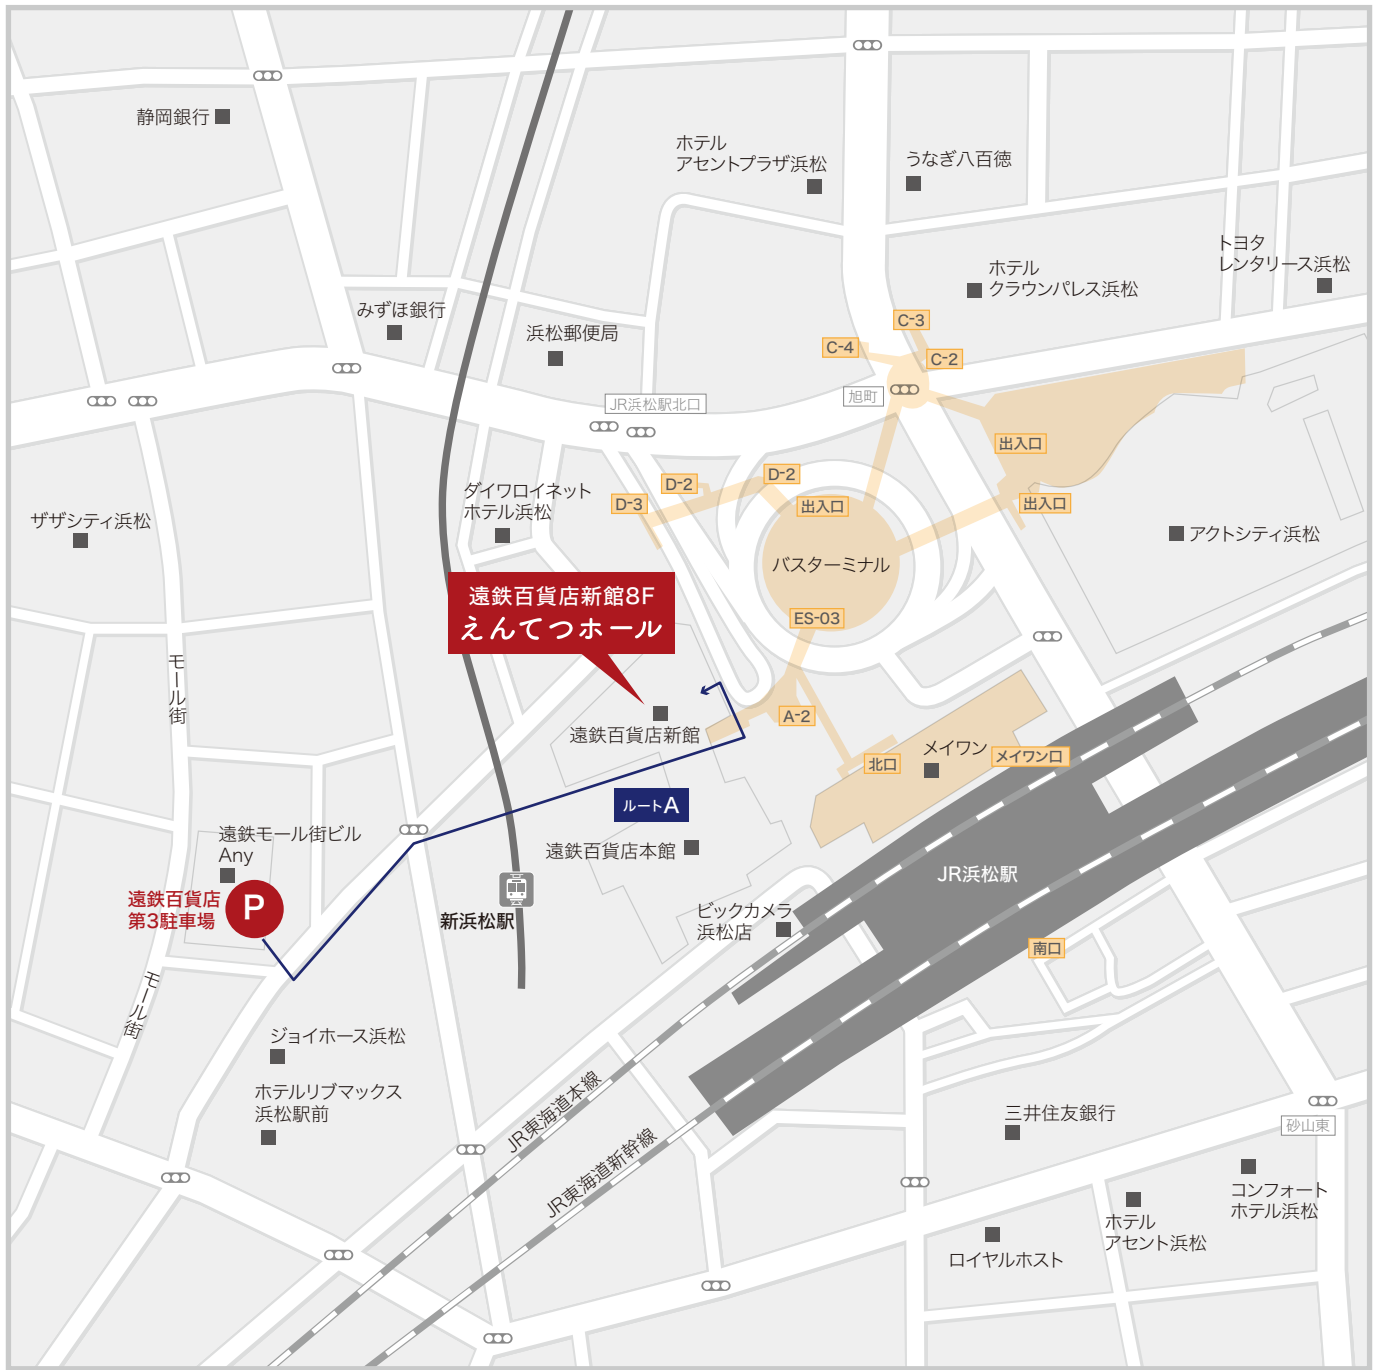 静岡銀行
ホテル
アセントプラザ浜松
うなぎ八百徳
トヨタ
レンタリース浜松
ホテル
クラウンパレス浜松
みずほ銀行
浜松郵便局
C-3
C-4
C-2
旭町
JR浜松駅北口
出入口
D-2
D-2
D-3
出入口
出入口
ダイワロイネット
ホテル浜松
ザザシティ浜松
アクトシティ浜松
バスターミナル
遠鉄百貨店新館8F
えんてつホール
ES-03
モール街
遠鉄百貨店新館
A-2
北口
メイワン
メイワン口
ルートA
遠鉄モール街ビル
Any
遠鉄百貨店本館
遠鉄百貨店
第3駐車場
P
新浜松駅
ビックカメラ
浜松店
JR浜松駅
南口
モール街
ジョイホース浜松
ホテルリブマックス
浜松駅前
JR東海道本線
JR東海道新幹線
三井住友銀行
砂山東
コンフォート
ホテル浜松
ホテル
アセント浜松
ロイヤルホスト